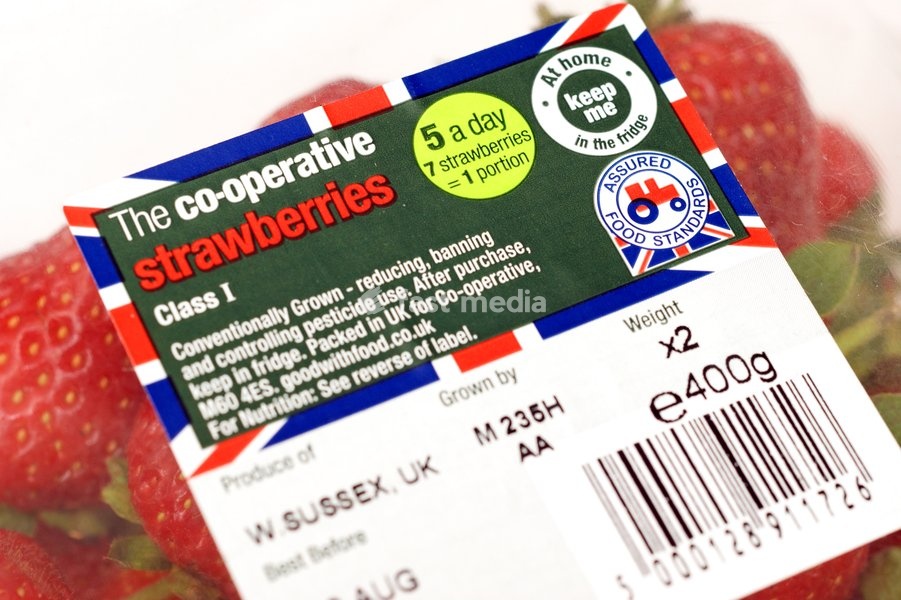 The co-operative
strawberries
Class I
5 a day
7 strawberries
= 1 portion
At home
keep
me
in the fridge
ASSURED
FOOD STANDARDS
Conventionally Grown - reducing, banning
and controlling pesticide use. After purchase,
keep in fridge. Packed in UK for Co-operative,
M60 4ES. goodwithfood.co.uk
For Nutrition: See reverse of label.
media
Produce of
W.SUSSEX, UK
Grown by
M 235H
AA
Weight
x2
e400g
Best Before
AUG
5 000128 911726